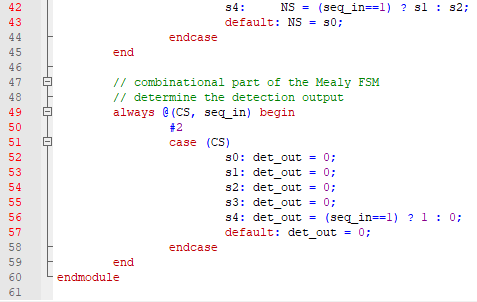 42 s4: NS = (seq_in==1) ? s1 : s2;
43 default: NS = s0;
44 endcase
45 end
46
47 // combinational part of the Mealy FSM
48 // determine the detection output
49 always @(CS, seq_in) begin
50 #2
51 case (CS)
52 s0: det_out = 0;
53 s1: det_out = 0;
54 s2: det_out = 0;
55 s3: det_out = 0;
56 s4: det_out = (seq_in==1) ? 1 : 0;
57 default: det_out = 0;
58 endcase
59 end
60 endmodule
61